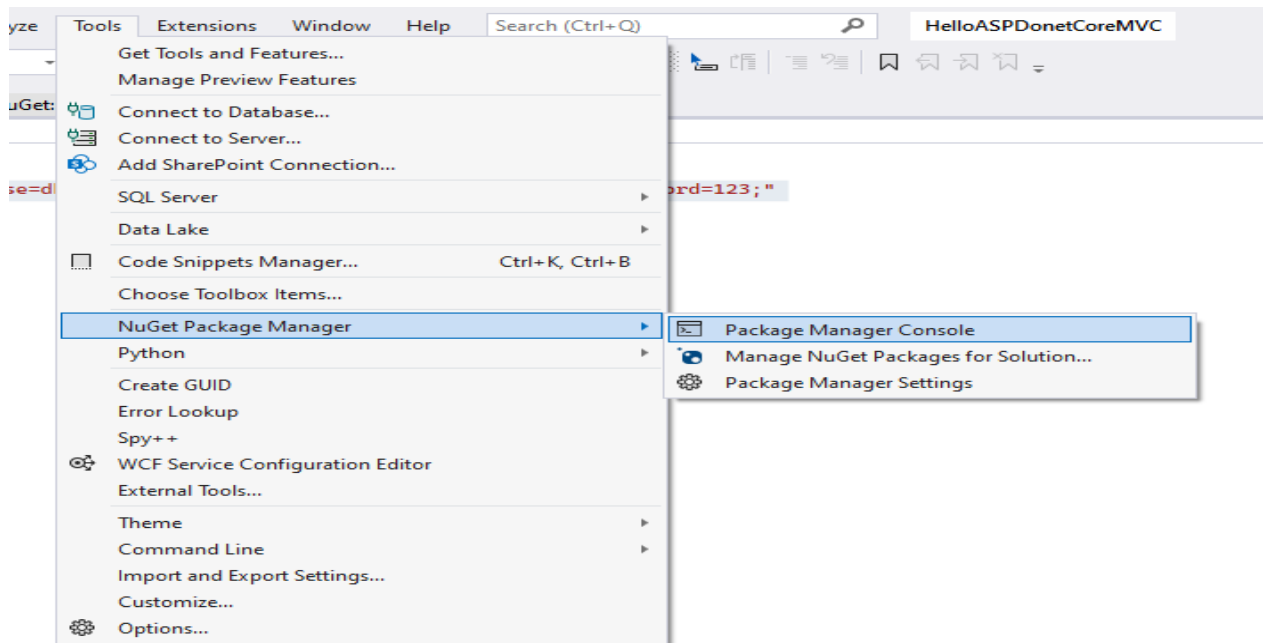 yze Tools Extensions Window Help Search (Ctrl+Q) HelloASPDonetCoreMVC
Get Tools and Features...
Manage Preview Features
uGet:
Connect to Database...
Connect to Server...
Add SharePoint Connection...
se=d ord=123;"
SQL Server
Data Lake
Code Snippets Manager... Ctrl+K, Ctrl+B
Choose Toolbox Items...
NuGet Package Manager Package Manager Console
Python Manage NuGet Packages for Solution...
Create GUID Package Manager Settings
Error Lookup
Spy++
WCF Service Configuration Editor
External Tools...
Theme
Command Line
Import and Export Settings...
Customize...
Options...